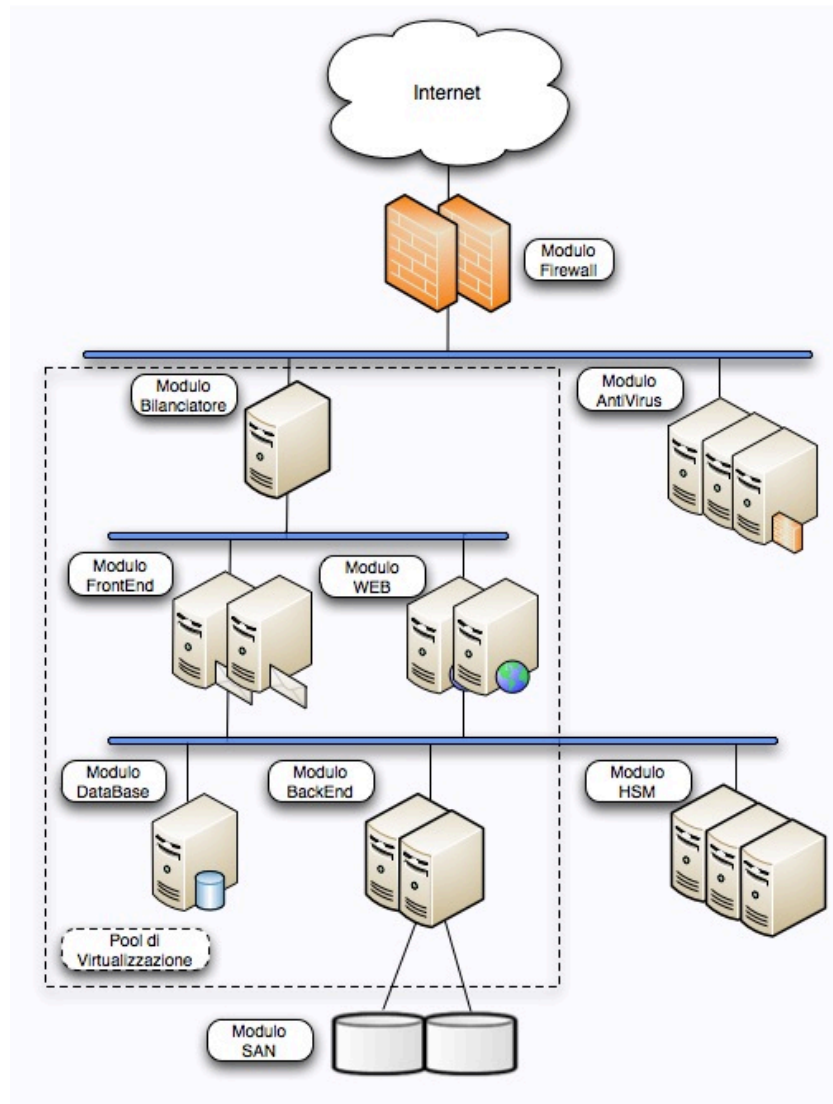 Internet
Modulo
Firewall
Modulo
Bilanciatore
Modulo
AntiVirus
Modulo
FrontEnd
Modulo
WEB
Modulo
DataBase
Modulo
BackEnd
Modulo
HSM
Pool di
Virtualizzazione
Modulo
SAN